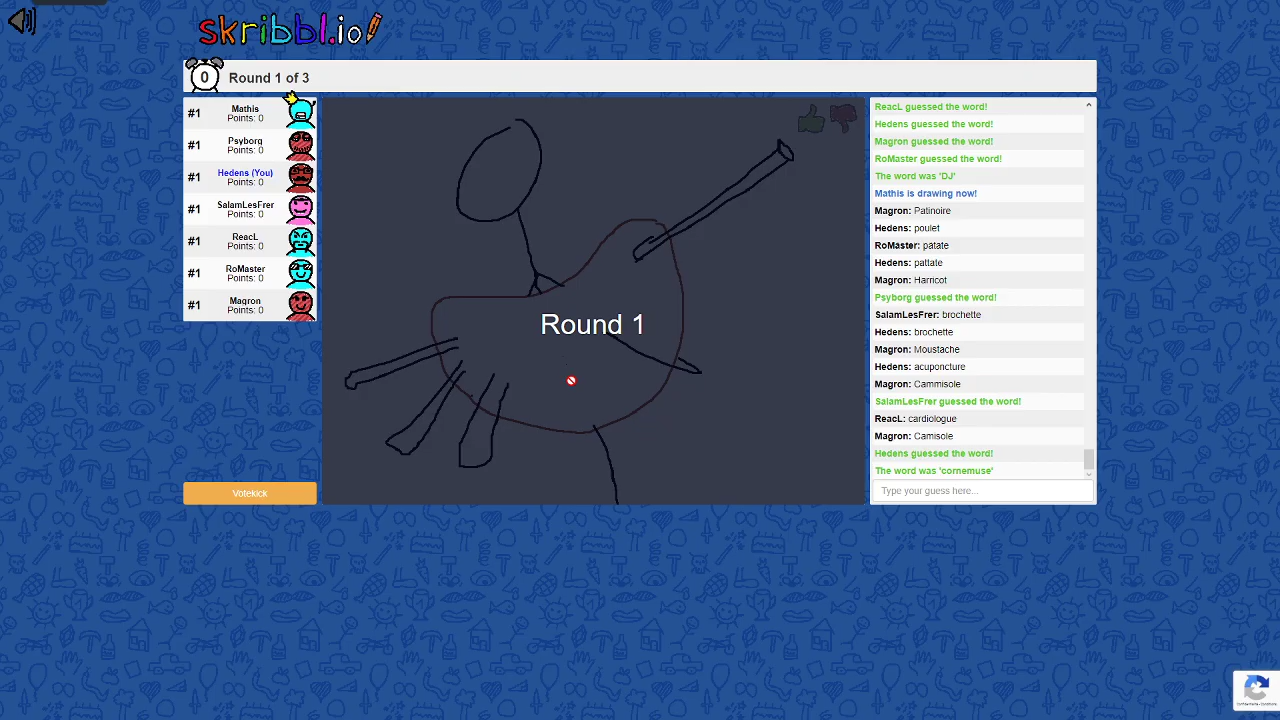 skribbl.io
0
Round 1 of 3
#1
Mathis
Points: 0
#1
Psyborg
Points: 0
#1
Hedens (You)
Points: 0
#1
SalamLesFrer
Points: 0
#1
ReacL
Points: 0
#1
RoMaster
Points: 0
#1
Magron
Points: 0
Votekick
Round 1
ReacL guessed the word!
Hedens guessed the word!
Magron guessed the word!
RoMaster guessed the word!
The word was 'DJ'
Mathis is drawing now!
Magron: Patinoire
Hedens: poulet
RoMaster: patate
Hedens: pattate
Magron: Harricot
Psyborg guessed the word!
SalamLesFrer: brochette
Hedens: brochette
Magron: Moustache
Hedens: acuponcture
Magron: Cammisole
SalamLesFrer guessed the word!
ReacL: cardiologue
Magron: Camisole
Hedens guessed the word!
The word was 'cornemuse'
Type your guess here...